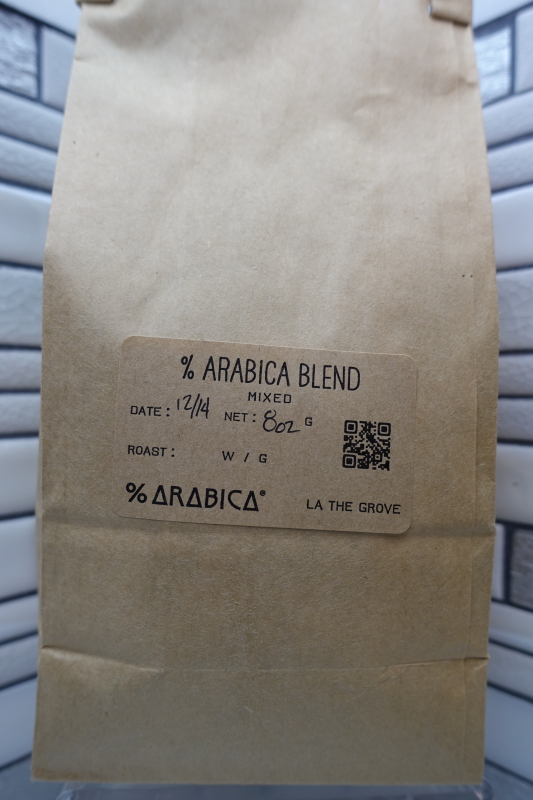 % ARABICA BLEND
MIXED
DATE: 12/14 NET: 8oz G
ROAST: W / G
% ARABICA LA THE GROVE